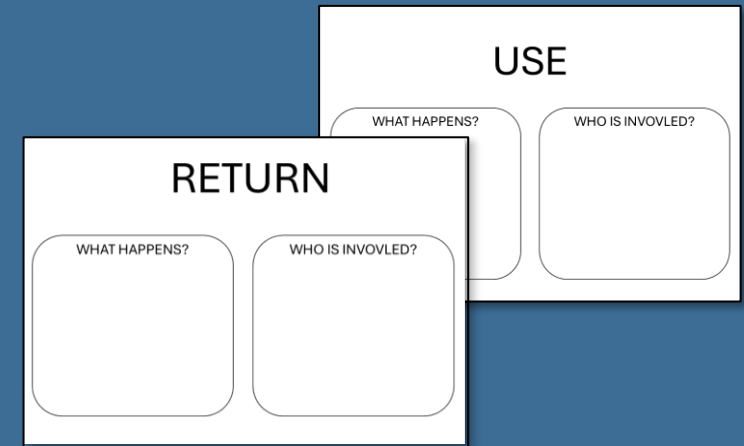 USE
WHAT HAPPENS?
WHO IS INVOVLED?
RETURN
WHAT HAPPENS?
WHO IS INVOVLED?